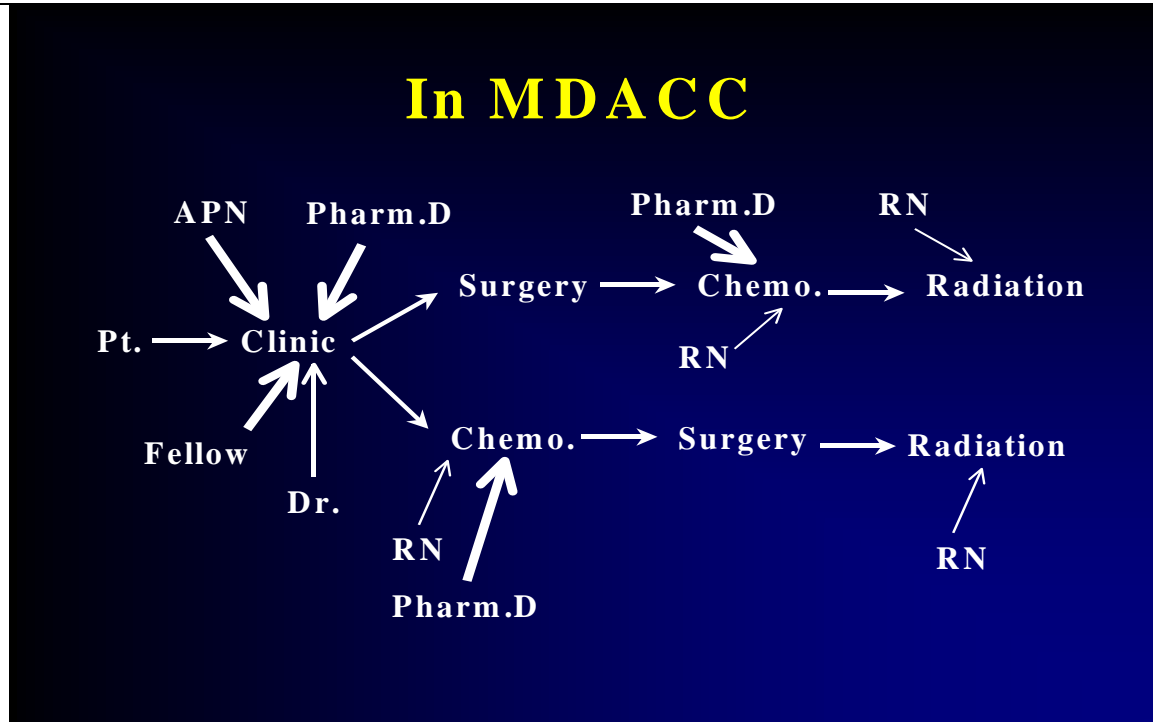 In MDACC
APN Pharm.D Pharm.D RN
Surgery Chemo. Radiation
Pt. Clinic
RN
Fellow Chemo. Surgery Radiation
Dr.
RN RN
Pharm.D